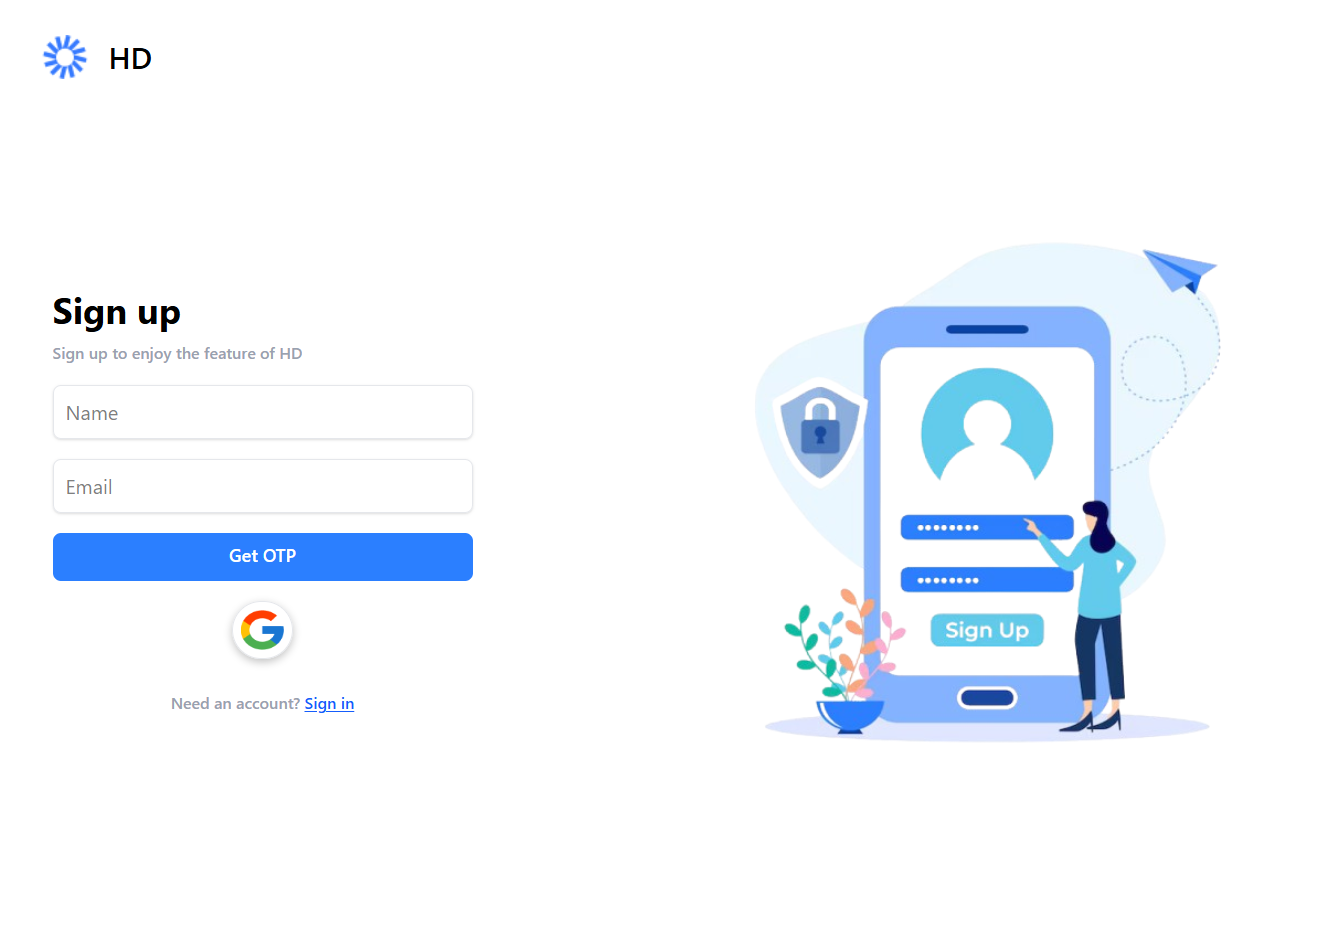 HD
Sign up
Sign up to enjoy the feature of HD
Name
Email
Get OTP
Need an account? Sign in
Sign Up